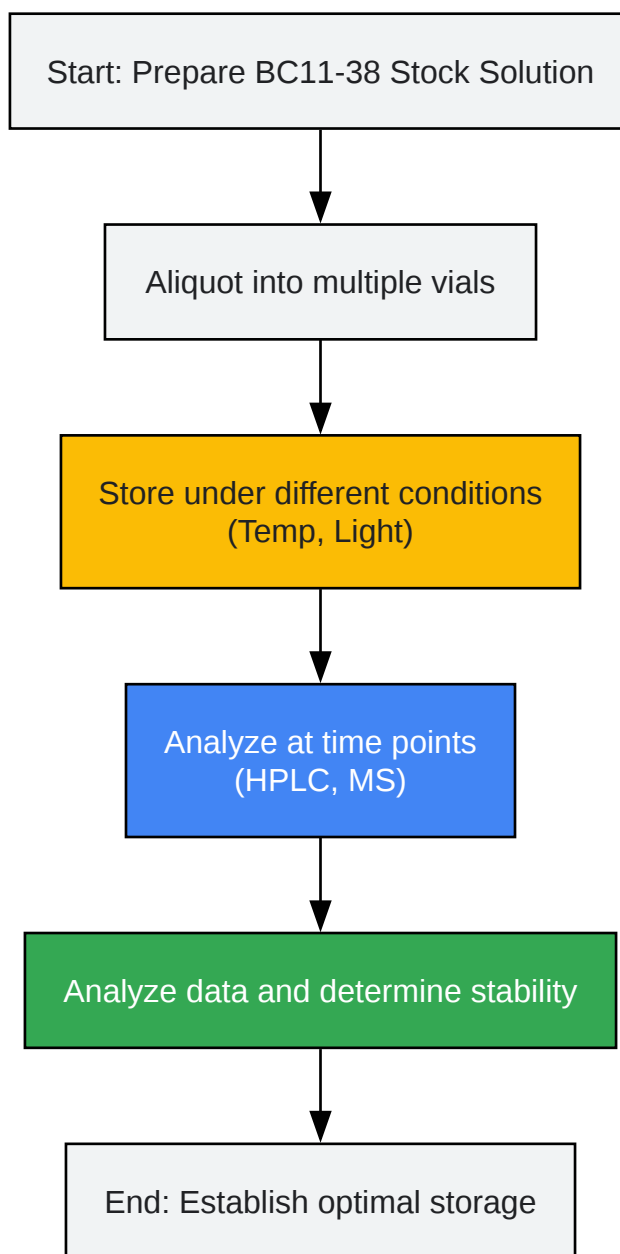 Start: Prepare BC11-38 Stock Solution
Aliquot into multiple vials
Store under different conditions
(Temp, Light)
Analyze at time points
(HPLC, MS)
Analyze data and determine stability
End: Establish optimal storage